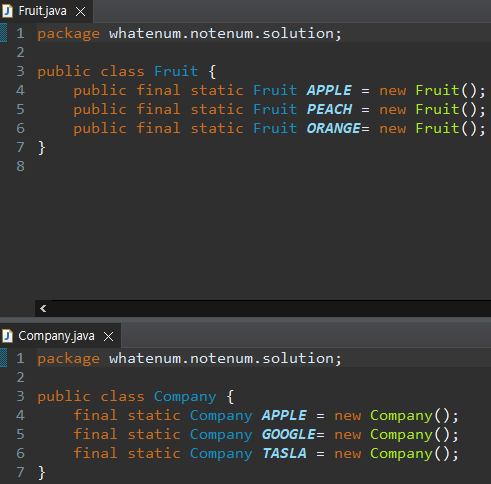 Fruit.java
1 package whatenum.notenum.solution;
2
3 public class Fruit {
4 public final static Fruit APPLE = new Fruit();
5 public final static Fruit PEACH = new Fruit();
6 public final static Fruit ORANGE= new Fruit();
7 }
8
Company.java
1 package whatenum.notenum.solution;
2
3 public class Company {
4 final static Company APPLE = new Company();
5 final static Company GOOGLE= new Company();
6 final static Company TASLA = new Company();
7 }